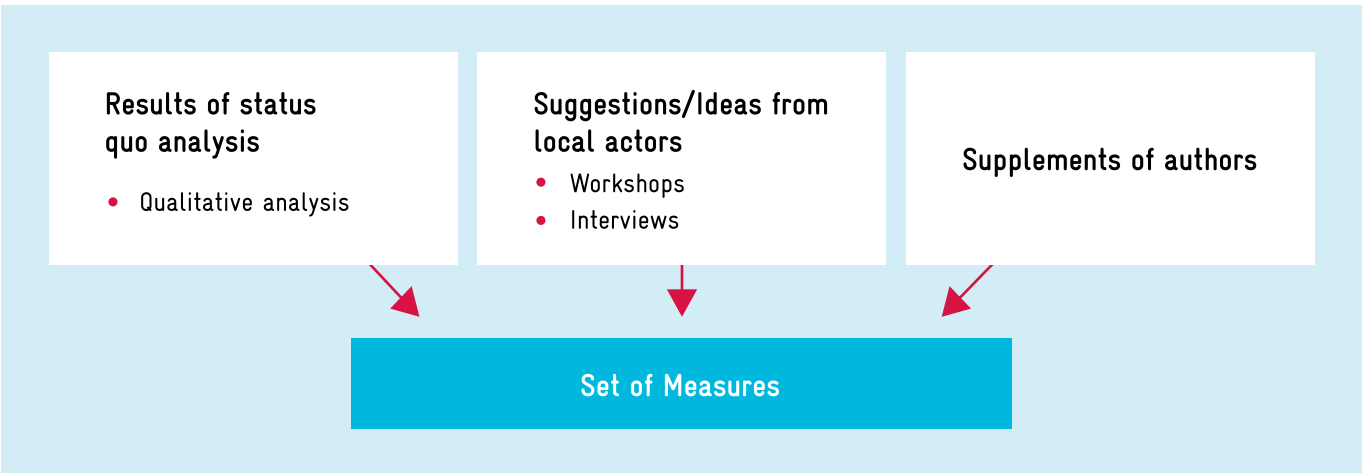 Results of status
quo analysis
• Qualitative analysis
Suggestions/Ideas from
local actors
• Workshops
• Interviews
Supplements of authors
Set of Measures